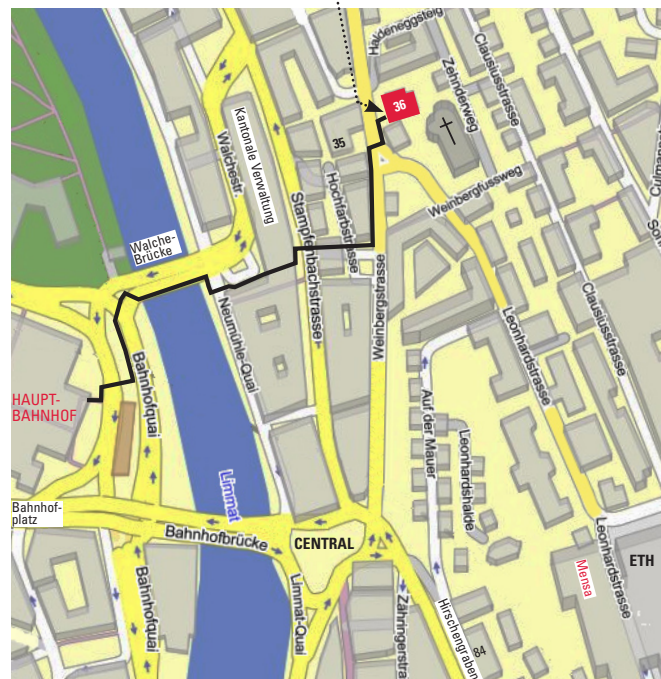 Haldeneggsteig
Clausiusstrasse
Zehnderweg
36
Culmannstr
Walchestr.
Kantonale Verwaltung
35
Hochfarbstrasse
Weinbergfussweg
Stampfenbachstrasse
Walche-
Brücke
Neumühle-Quai
Weinbergstrasse
Leonhardstrasse
Clausiusstrasse
Bahnhofquai
HAUPT-
BAHNHOF
Auf der Mauer
Leonhardshalde
Limmat
Bahnhof-
platz
Bahnhofbrücke
CENTRAL
Leonhardstrasse
ETH
Mensa
Bahnhofquai
Limmat-Quai
Zähringerstra
Hirschengraben
84